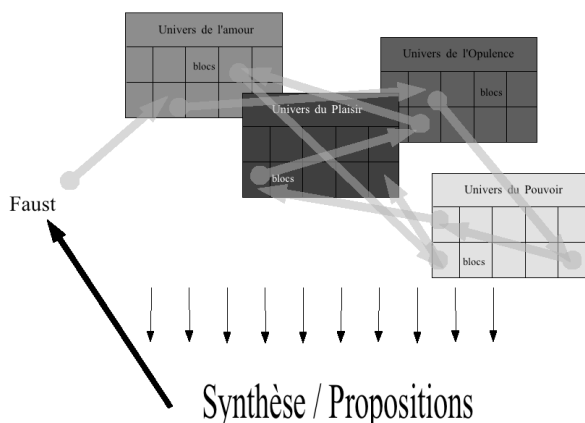 Univers de l'amour
blocs
Univers de l'Opulence
blocs
Univers du Plaisir
blocs
Univers du Pouvoir
blocs
Faust
Synthèse / Propositions